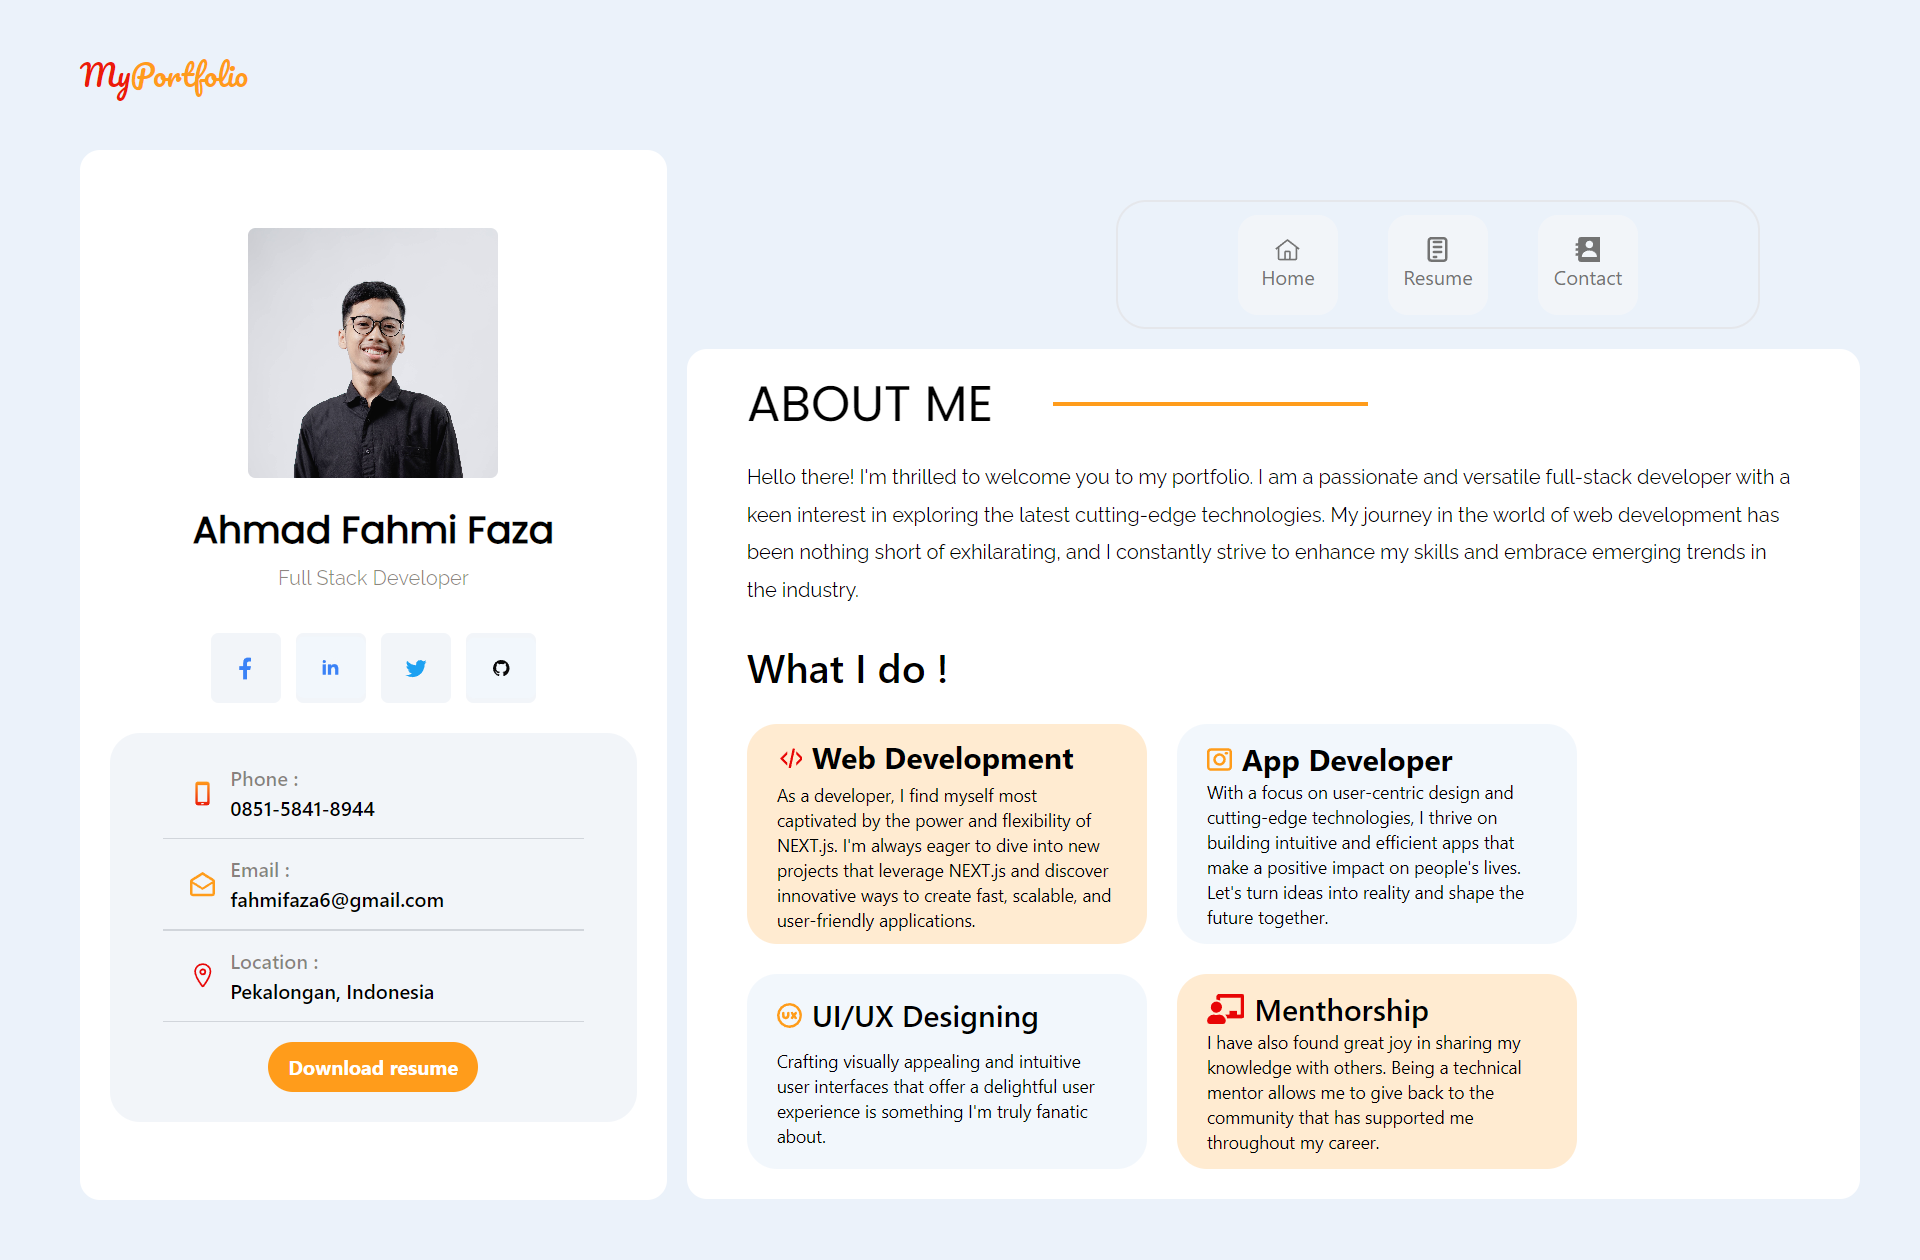 MyPortfolio
Home
Resume
Contact
Ahmad Fahmi Faza
Full Stack Developer
Phone :
0851-5841-8944
Email :
fahmifaza6@gmail.com
Location :
Pekalongan, Indonesia
Download resume
ABOUT ME
Hello there! I'm thrilled to welcome you to my portfolio. I am a passionate and versatile full-stack developer with a
keen interest in exploring the latest cutting-edge technologies. My journey in the world of web development has
been nothing short of exhilarating, and I constantly strive to enhance my skills and embrace emerging trends in
the industry.
What I do !
Web Development
As a developer, I find myself most
captivated by the power and flexibility of
NEXT.js. I'm always eager to dive into new
projects that leverage NEXT.js and discover
innovative ways to create fast, scalable, and
user-friendly applications.
App Developer
With a focus on user-centric design and
cutting-edge technologies, I thrive on
building intuitive and efficient apps that
make a positive impact on people's lives.
Let's turn ideas into reality and shape the
future together.
UX
UI/UX Designing
Crafting visually appealing and intuitive
user interfaces that offer a delightful user
experience is something I'm truly fanatic
about.
Menthorship
I have also found great joy in sharing my
knowledge with others. Being a technical
mentor allows me to give back to the
community that has supported me
throughout my career.